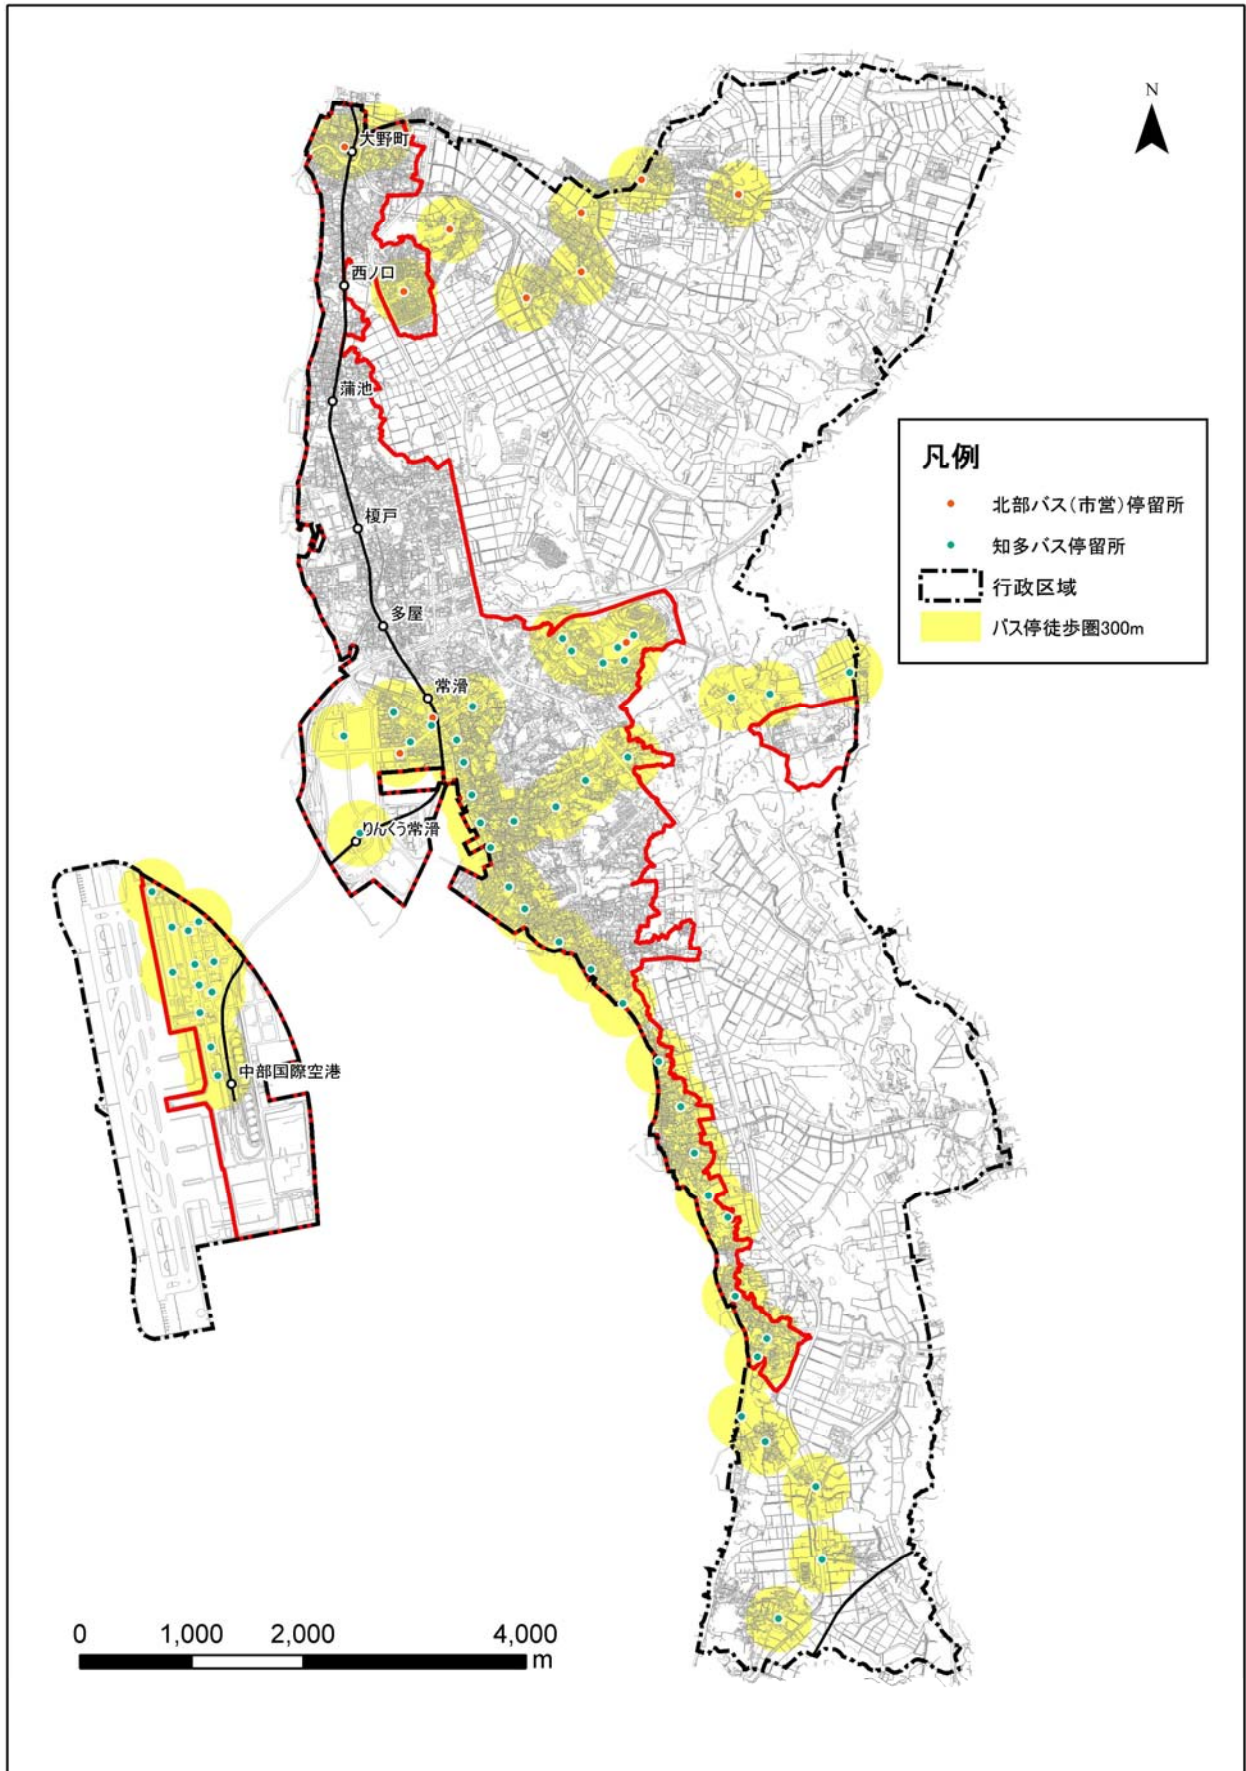 N
大野町
西ノ口
蒲池
榎戸
多屋
常滑
りんくう常滑
中部国際空港
凡例
北部バス(市営)停留所
知多バス停留所
行政区域
バス停徒歩圏300m
0 1,000 2,000 4,000
m